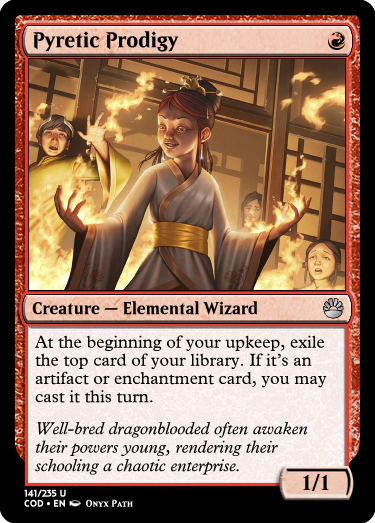 Pyretic Prodigy
Creature — Elemental Wizard
At the beginning of your upkeep, exile
the top card of your library. If it's an
artifact or enchantment card, you may
cast it this turn.
Well-bred dragonblooded often awaken
their powers young, rendering their
schooling a chaotic enterprise.
1/1
141/235 U
COD • EN Onyx Path